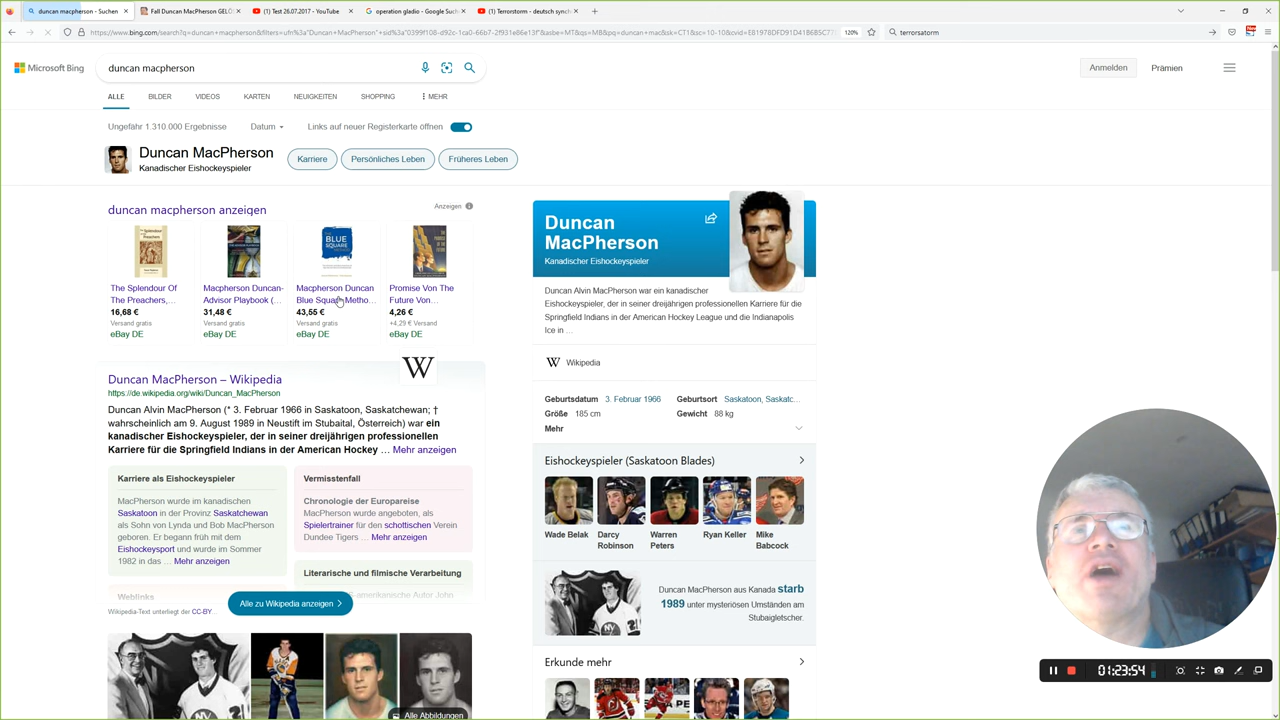 duncan macpherson - Suchen
Fall Duncan MacPherson GELÖS
(1) Test 26.07.2017 - YouTube
operation gladio - Google Such
(1) Terrorstorm - deutsch synch
120%
terrorsatorm
Microsoft Bing
duncan macpherson
Anmelden
Prämien
ALLE
BILDER
VIDEOS
KARTEN
NEUIGKEITEN
SHOPPING
MEHR
Ungefähr 1.310.000 Ergebnisse
Datum
Links auf neuer Registerkarte öffnen
Duncan MacPherson
Kanadischer Eishockeyspieler
Karriere
Persönliches Leben
Früheres Leben
duncan macpherson anzeigen
Anzeigen
BLUE
SQUARE
The Splendour Of
The Preachers,...
16,68 €
Versand gratis
eBay DE
Macpherson Duncan-
Advisor Playbook (...
31,48 €
Versand gratis
eBay DE
Macpherson Duncan
Blue Square Metho...
43,55 €
Versand gratis
eBay DE
Promise Von The
Future Von...
4,26 €
+4,29 € Versand
eBay DE
W
Duncan MacPherson – Wikipedia
https://de.wikipedia.org/wiki/Duncan_MacPherson
Duncan Alvin MacPherson (* 3. Februar 1966 in Saskatoon, Saskatchewan; †
wahrscheinlich am 9. August 1989 in Neustift im Stubaital, Österreich) war ein
kanadischer Eishockeyspieler, der in seiner dreijährigen professionellen
Karriere für die Springfield Indians in der American Hockey ... Mehr anzeigen
Karriere als Eishockeyspieler
MacPherson wurde im kanadischen
Saskatoon in der Provinz Saskatchewan
als Sohn von Lynda und Bob MacPherson
geboren. Er begann früh mit dem
Eishockeysport und wurde im Sommer
1982 in das ... Mehr anzeigen
Weblinks
Vermisstenfall
Chronologie der Europareise
MacPherson wurde angeboten, als
Spielertrainer für den schottischen Verein
Dundee Tigers ... Mehr anzeigen
Literarische und filmische Verarbeitung
-amerikanische Autor John
Alle zu Wikipedia anzeigen
Wikipedia-Text unterliegt der CC-BY...
Alle Abbildungen
Duncan
MacPherson
Kanadischer Eishockeyspieler
Duncan Alvin MacPherson war ein kanadischer
Eishockeyspieler, der in seiner dreijährigen professionellen Karriere für die
Springfield Indians in der American Hockey League und die Indianapolis
Ice in ...
W Wikipedia
Geburtsdatum 3. Februar 1966
Geburtsort Saskatoon, Saskatc...
Größe 185 cm
Gewicht 88 kg
Mehr
Eishockeyspieler (Saskatoon Blades)
Wade Belak
Darcy
Robinson
Warren
Peters
Ryan Keller
Mike
Babcock
Duncan MacPherson aus Kanada starb
1989 unter mysteriösen Umständen am
Stubaigletscher.
Erkunde mehr
01:23:54